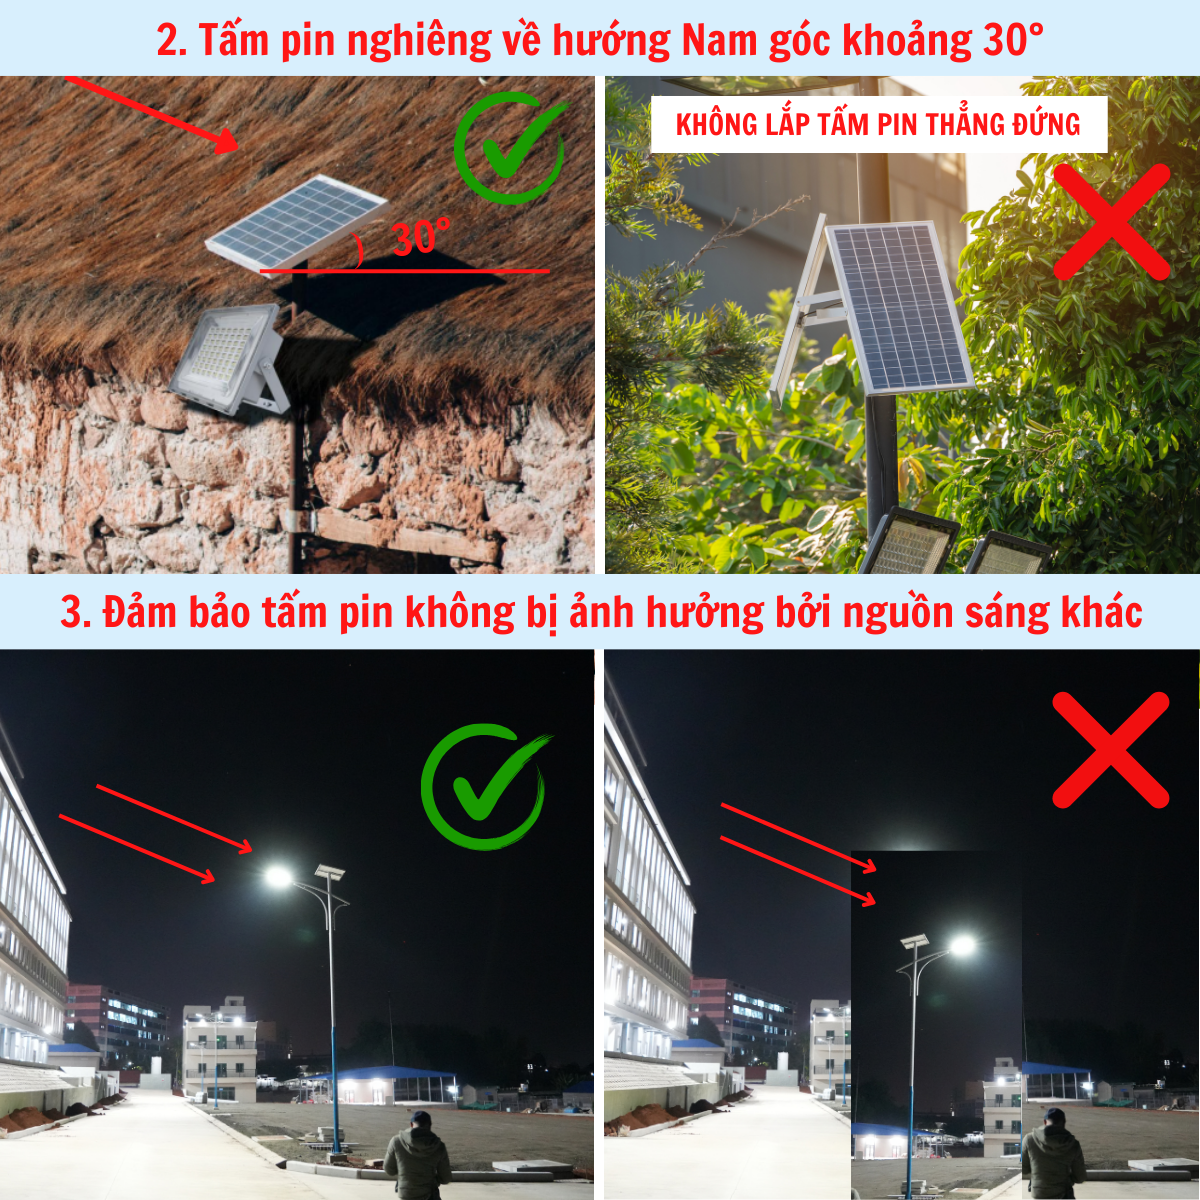 2. Tấm pin nghiêng về hướng Nam góc khoảng 30°
30°
KHÔNG LẮP TẤM PIN THẲNG ĐỨNG
3. Đảm bảo tấm pin không bị ảnh hưởng bởi nguồn sáng khác